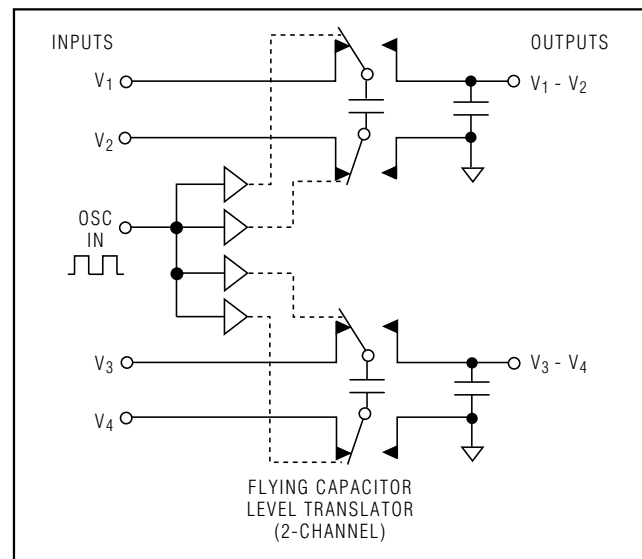 INPUTS
OUTPUTS
V1
V1 - V2
V2
OSC
IN
V3
V3 - V4
V4
FLYING CAPACITOR
LEVEL TRANSLATOR
(2-CHANNEL)